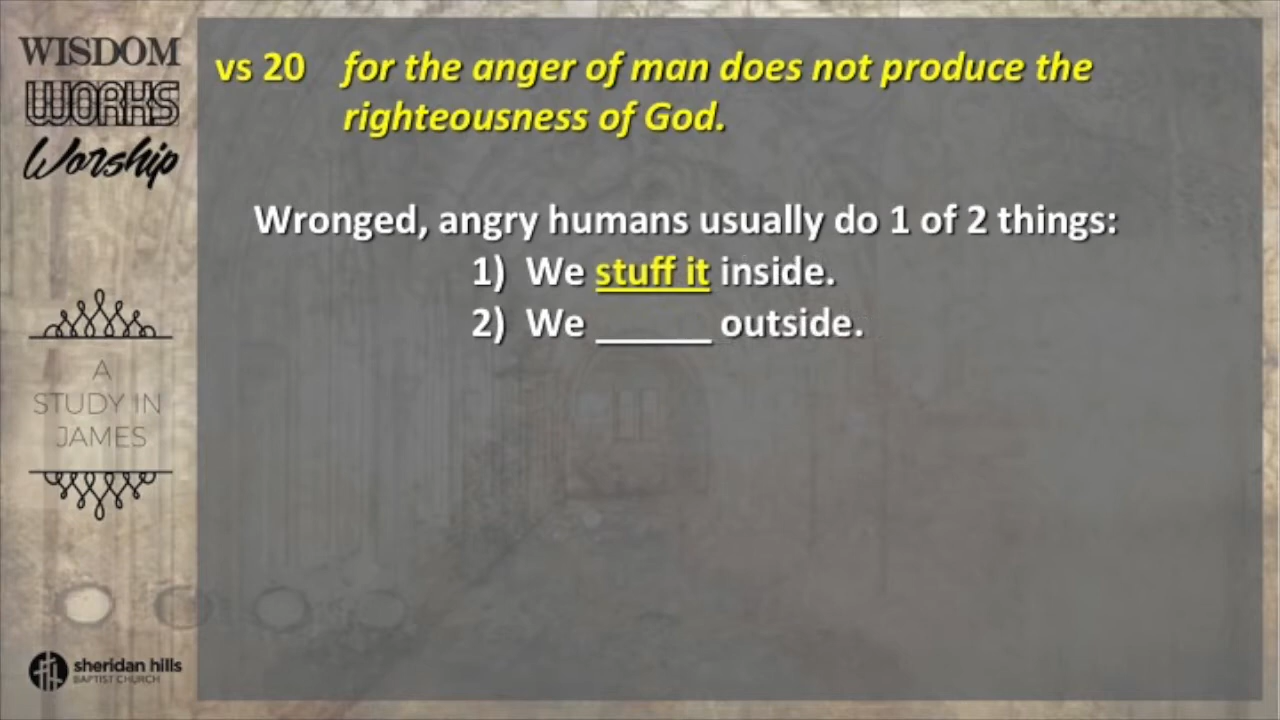 WISDOM
WORKS
Worship
A
STUDY IN
JAMES
sheridan hills
BAPTIST CHURCH
vs 20 for the anger of man does not produce the
righteousness of God.
Wronged, angry humans usually do 1 of 2 things:
1) We stuff it inside.
2) We ______ outside.